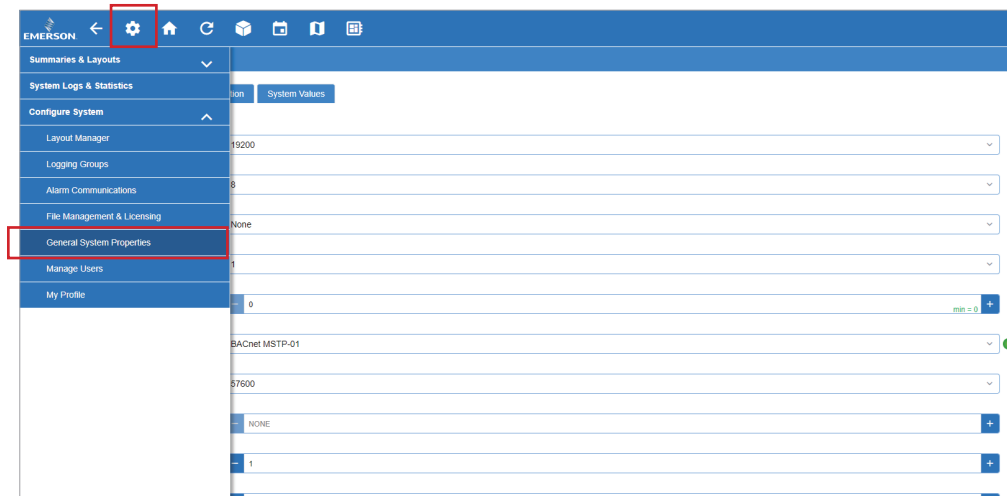 EMERSON
Summaries & Layouts
System Logs & Statistics
Configure System
Layout Manager
Logging Groups
Alarm Communications
File Management & Licensing
General System Properties
Manage Users
My Profile
tion
System Values
19200
8
None
1
0
min = 0
BACnet MSTP-01
57600
NONE
1